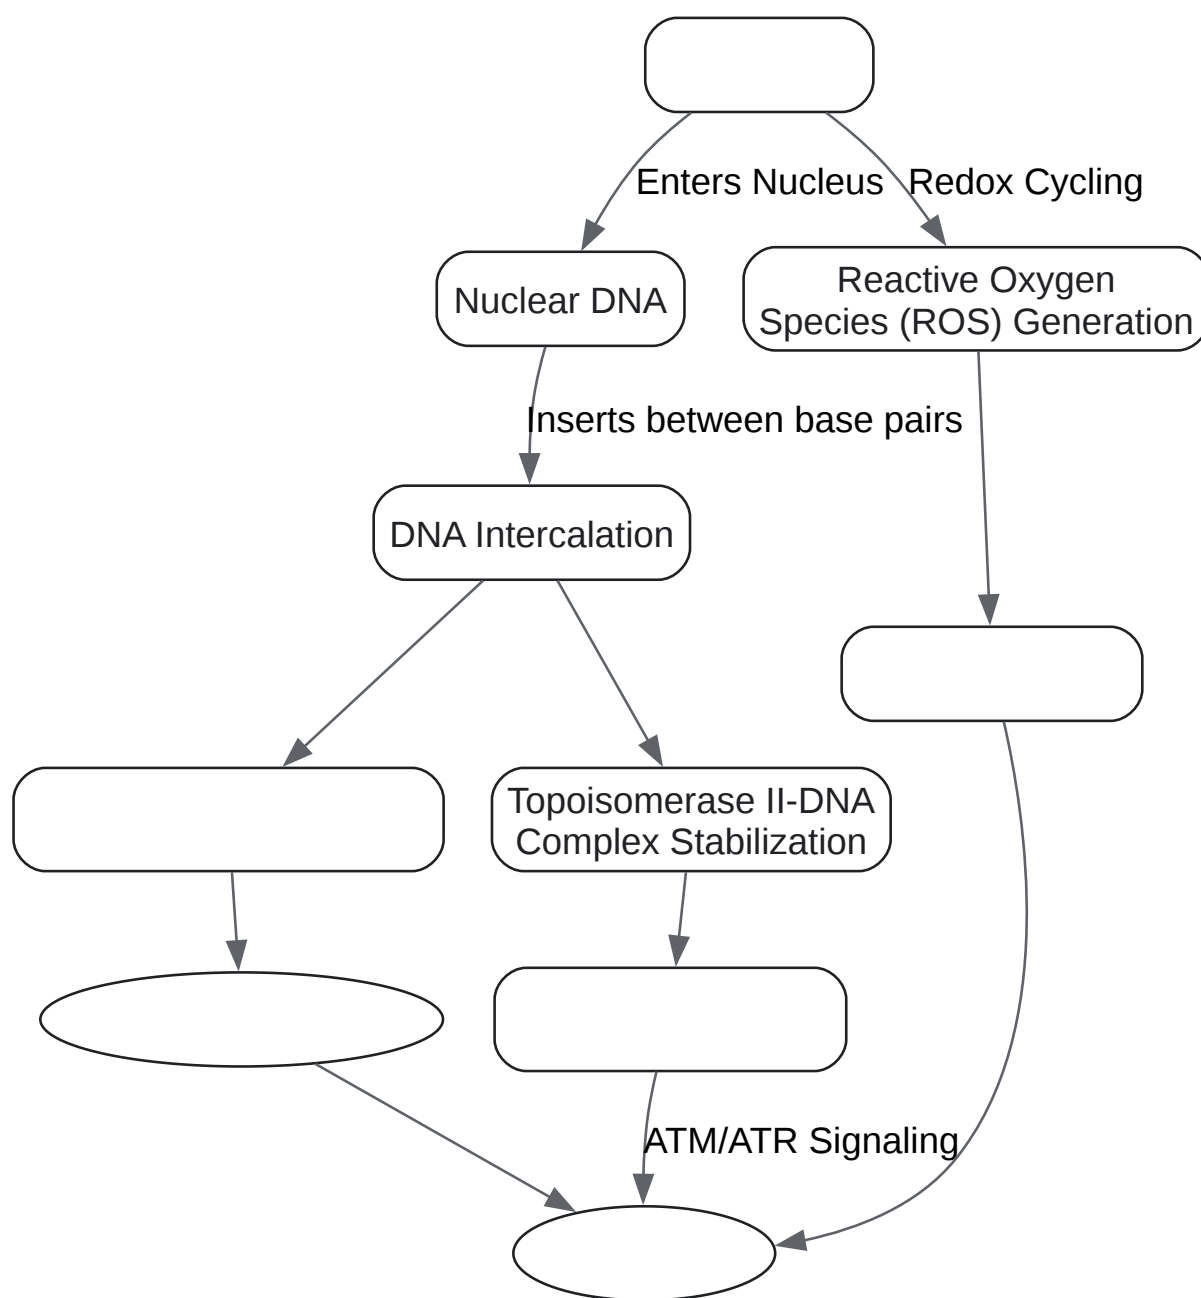 Enters Nucleus
Redox Cycling
Nuclear DNA
Reactive Oxygen
Species (ROS) Generation
Inserts between base pairs
DNA Intercalation
Topoisomerase II-DNA
Complex Stabilization
ATM/ATR Signaling